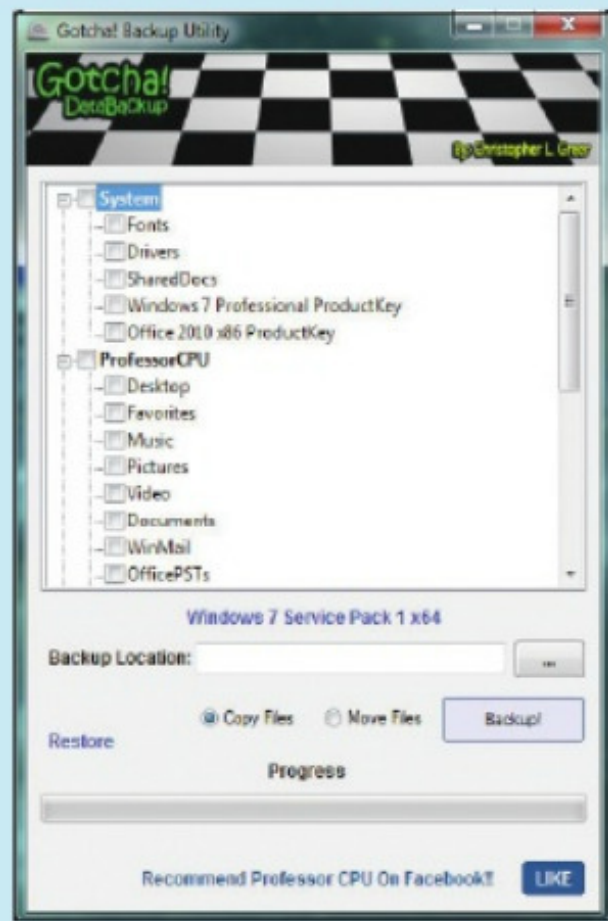 Gotcha! Backup Utility
Gotcha!
DataBackup
By: Christopher L. Greer
System
Fonts
Drivers
SharedDocs
Windows 7 Professional ProductKey
Office 2010 x86 ProductKey
ProfessorCPU
Desktop
Favorites
Music
Pictures
Video
Documents
WinMail
OfficePSTs
Windows 7 Service Pack 1 x64
Backup Location:
...
Copy Files
Move Files
Backup!
Restore
Progress
Recommend Professor CPU On Facebook!!
LIKE